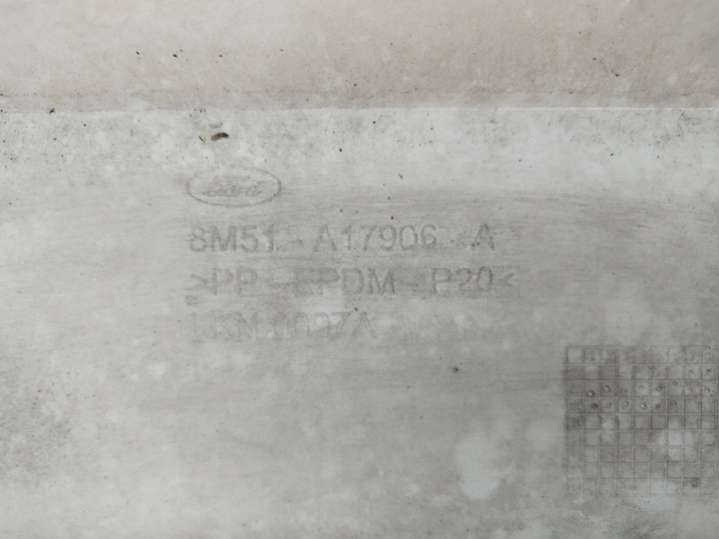 Ford
8M51 - A17906 - A
>PP - EPDM - P20<